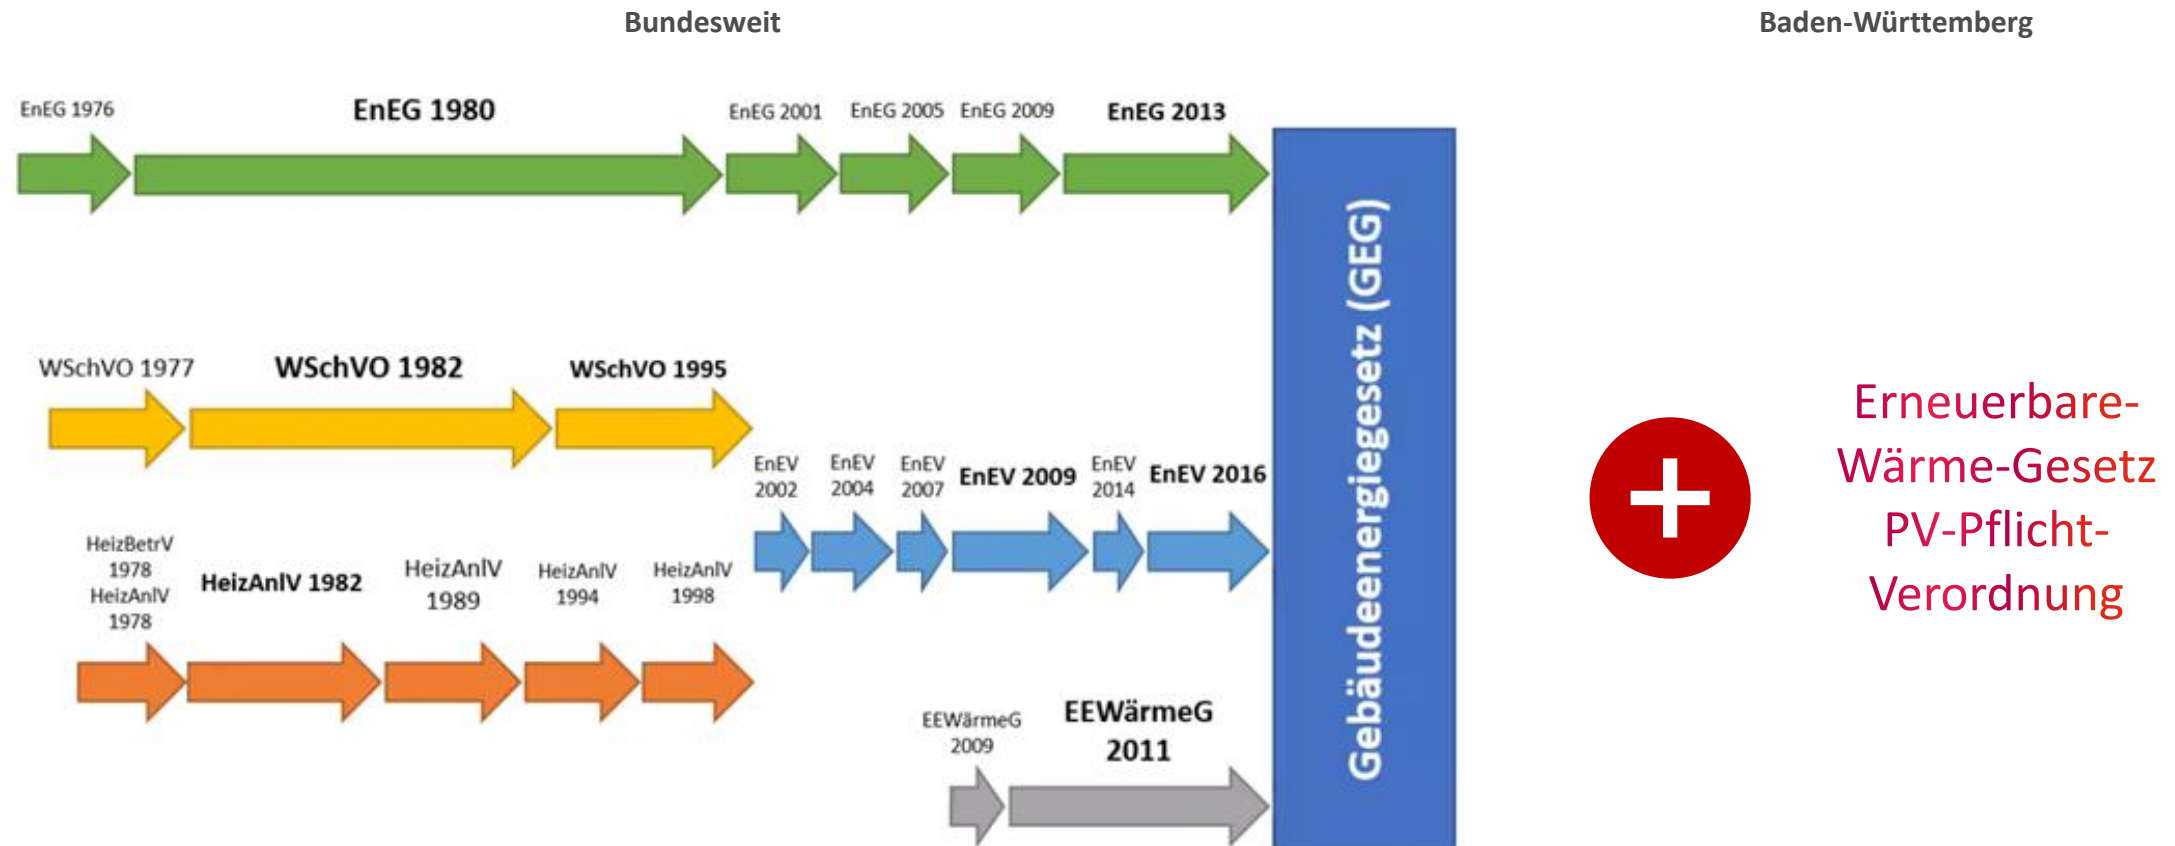 Bundesweit
Baden-Württemberg
EnEG 1976
EnEG 1980
EnEG 2001
EnEG 2005
EnEG 2009
EnEG 2013
WSchVO 1977
WSchVO 1982
WSchVO 1995
EnEV
2002
EnEV
2004
EnEV
2007
EnEV 2009
EnEV
2014
EnEV 2016
HeizBetrV
1978
HeizAnlV
1978
HeizAnlV 1982
HeizAnlV
1989
HeizAnlV
1994
HeizAnlV
1998
EEWärmeG
2009
EEWärmeG
2011
Gebäudeenergiegesetz (GEG)
Erneuerbare-
Wärme-Gesetz
PV-Pflicht-
Verordnung